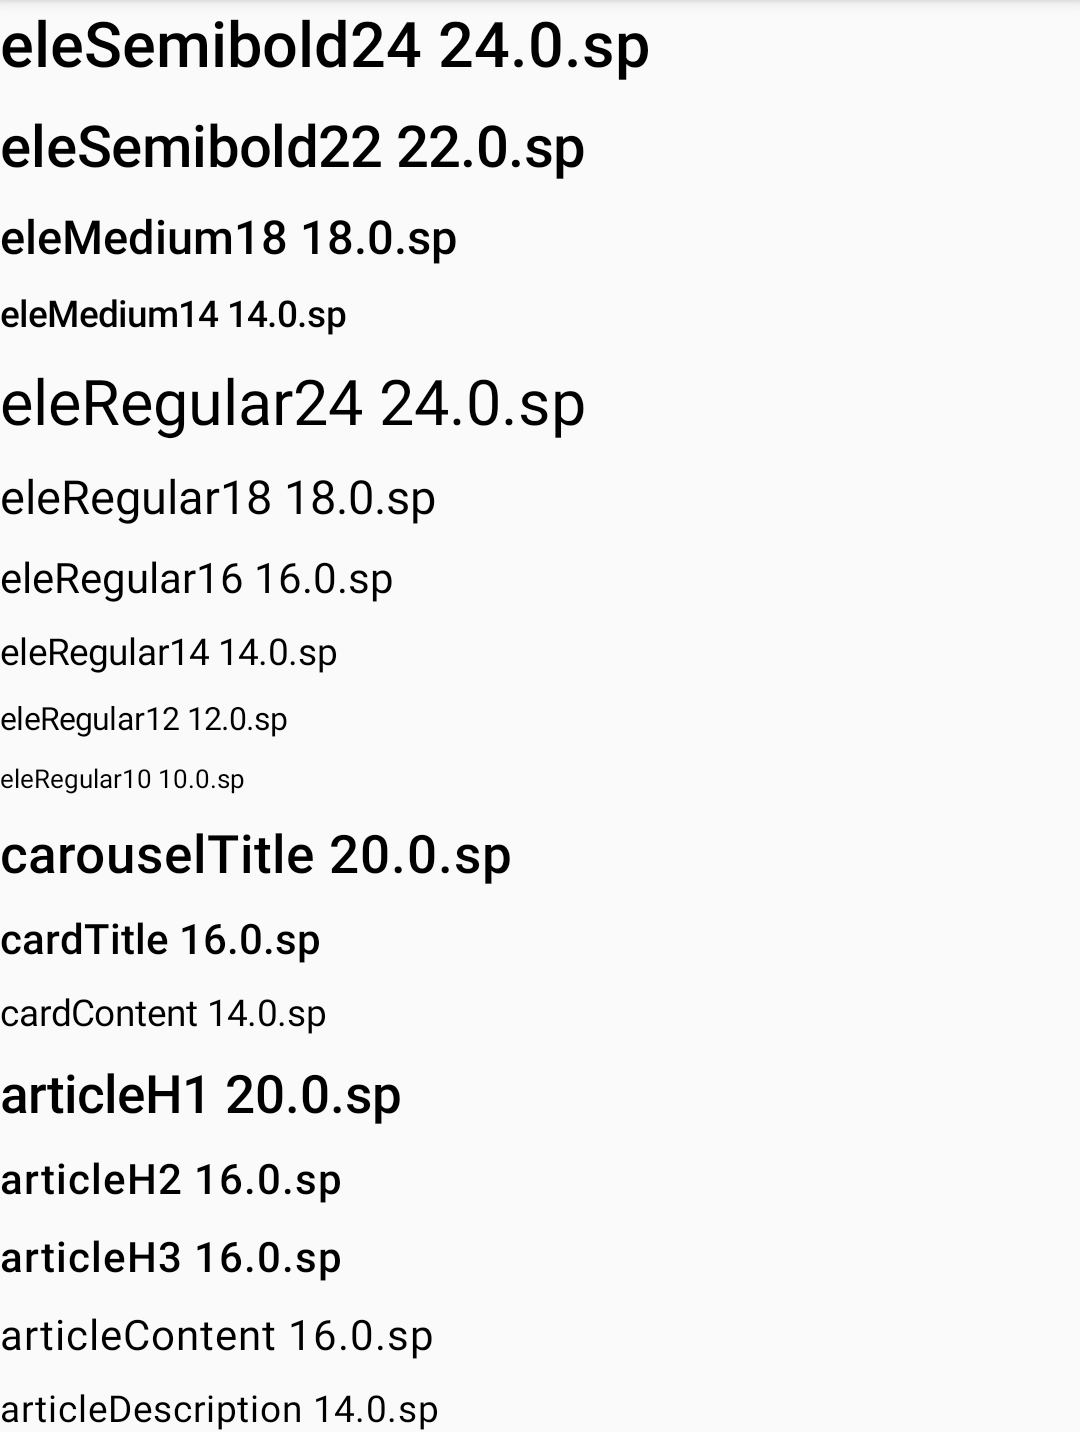 eleSemibold24 24.0.sp
eleSemibold22 22.0.sp
eleMedium18 18.0.sp
eleMedium14 14.0.sp
eleRegular24 24.0.sp
eleRegular18 18.0.sp
eleRegular16 16.0.sp
eleRegular14 14.0.sp
eleRegular12 12.0.sp
eleRegular10 10.0.sp
carouselTitle 20.0.sp
cardTitle 16.0.sp
cardContent 14.0.sp
articleH1 20.0.sp
articleH2 16.0.sp
articleH3 16.0.sp
articleContent 16.0.sp
articleDescription 14.0.sp